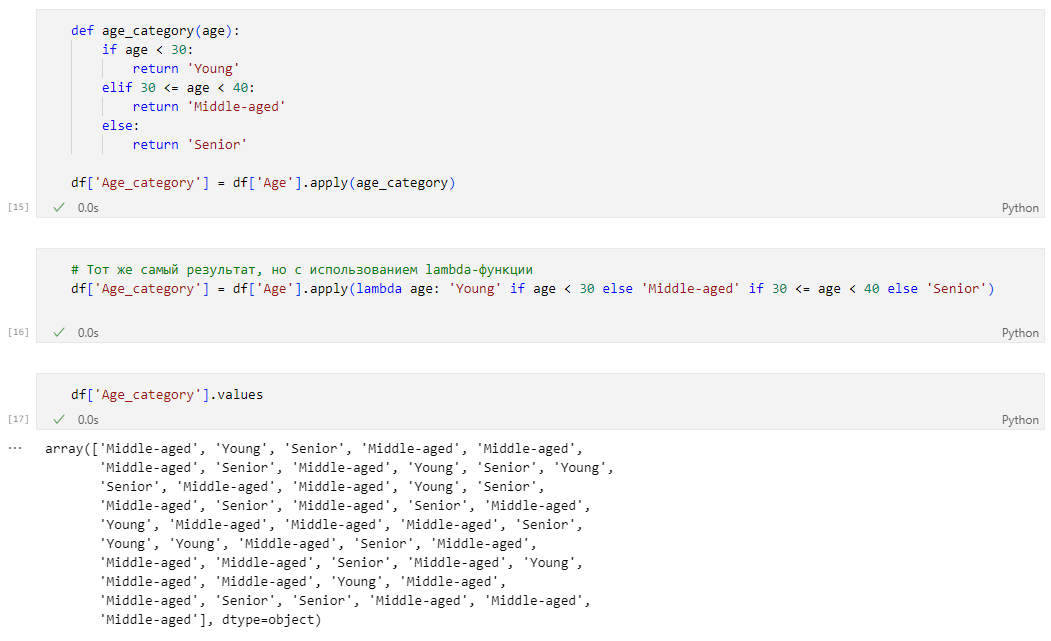 def age_category(age):
    if age < 30:
        return 'Young'
    elif 30 <= age < 40:
        return 'Middle-aged'
    else:
        return 'Senior'
df['Age_category'] = df['Age'].apply(age_category)
[15] ✓ 0.0s Python
# Тот же самый результат, но с использованием lambda-функции
df['Age_category'] = df['Age'].apply(lambda age: 'Young' if age < 30 else 'Middle-aged' if 30 <= age < 40 else 'Senior')
[16] ✓ 0.0s Python
df['Age_category'].values
[17] ✓ 0.0s Python
... array(['Middle-aged', 'Young', 'Senior', 'Middle-aged', 'Middle-aged',
       'Middle-aged', 'Senior', 'Middle-aged', 'Young', 'Senior', 'Young',
       'Senior', 'Middle-aged', 'Middle-aged', 'Young', 'Senior',
       'Middle-aged', 'Senior', 'Middle-aged', 'Senior', 'Middle-aged',
       'Young', 'Middle-aged', 'Middle-aged', 'Middle-aged', 'Senior',
       'Young', 'Young', 'Middle-aged', 'Senior', 'Middle-aged',
       'Middle-aged', 'Middle-aged', 'Senior', 'Middle-aged', 'Young',
       'Middle-aged', 'Middle-aged', 'Young', 'Middle-aged',
       'Middle-aged', 'Senior', 'Senior', 'Middle-aged', 'Middle-aged',
       'Middle-aged'], dtype=object)